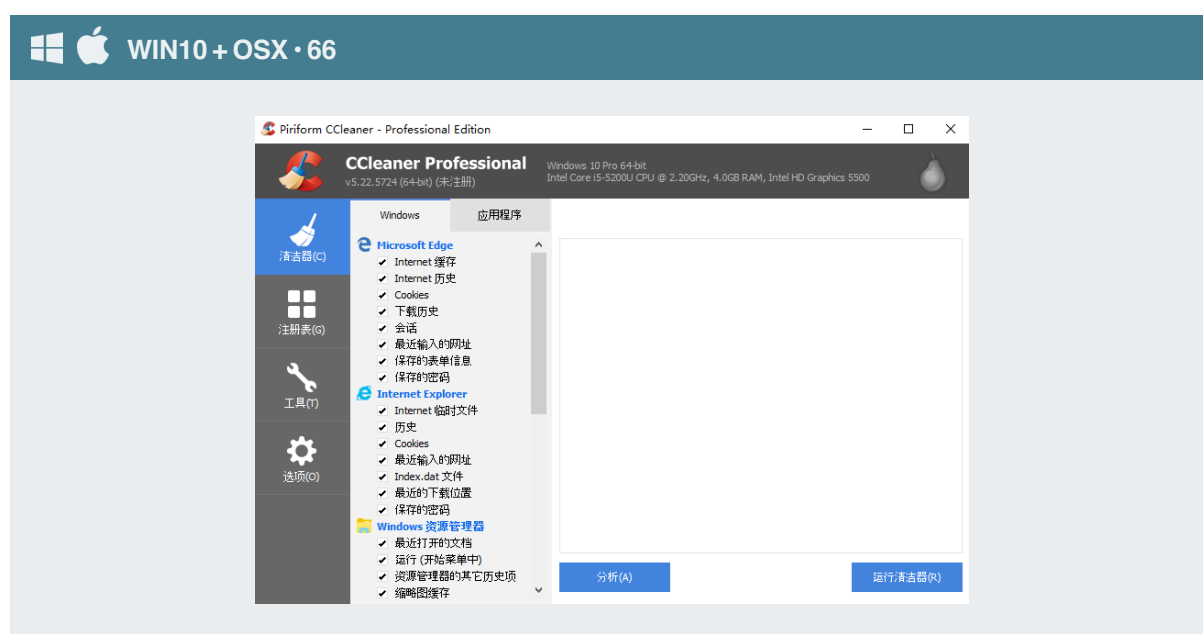 WIN10+OSX·66
Piriform CCleaner - Professional Edition
CCleaner Professional
v5.22.5724 (64-bit) (未注册)
Windows 10 Pro 64-bit
Intel Core i5-5200U CPU @ 2.20GHz, 4.0GB RAM, Intel HD Graphics 5500
清洁器(C)
注册表(G)
工具(T)
选项(O)
Windows
应用程序
Microsoft Edge
Internet 缓存
Internet 历史
Cookies
下载历史
会话
最近输入的网址
保存的表单信息
保存的密码
Internet Explorer
Internet 临时文件
历史
Cookies
最近输入的网址
Index.dat 文件
最近的下载位置
保存的密码
Windows 资源管理器
最近打开的文档
运行 (开始菜单中)
资源管理器的其它历史项
缩略图缓存
分析(A)
运行清洁器(R)